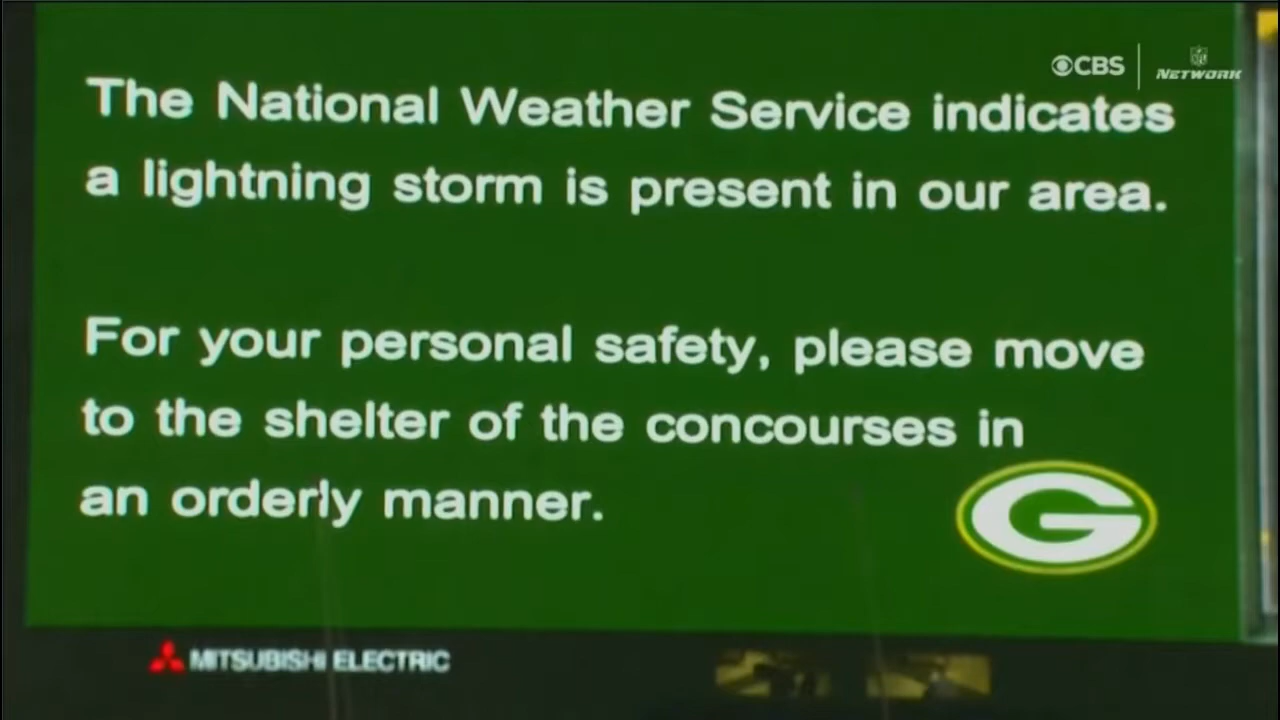 CBS
NFL
NETWORK
The National Weather Service indicates
a lightning storm is present in our area.
For your personal safety, please move
to the shelter of the concourses in
an orderly manner.
G
MITSUBISHI ELECTRIC